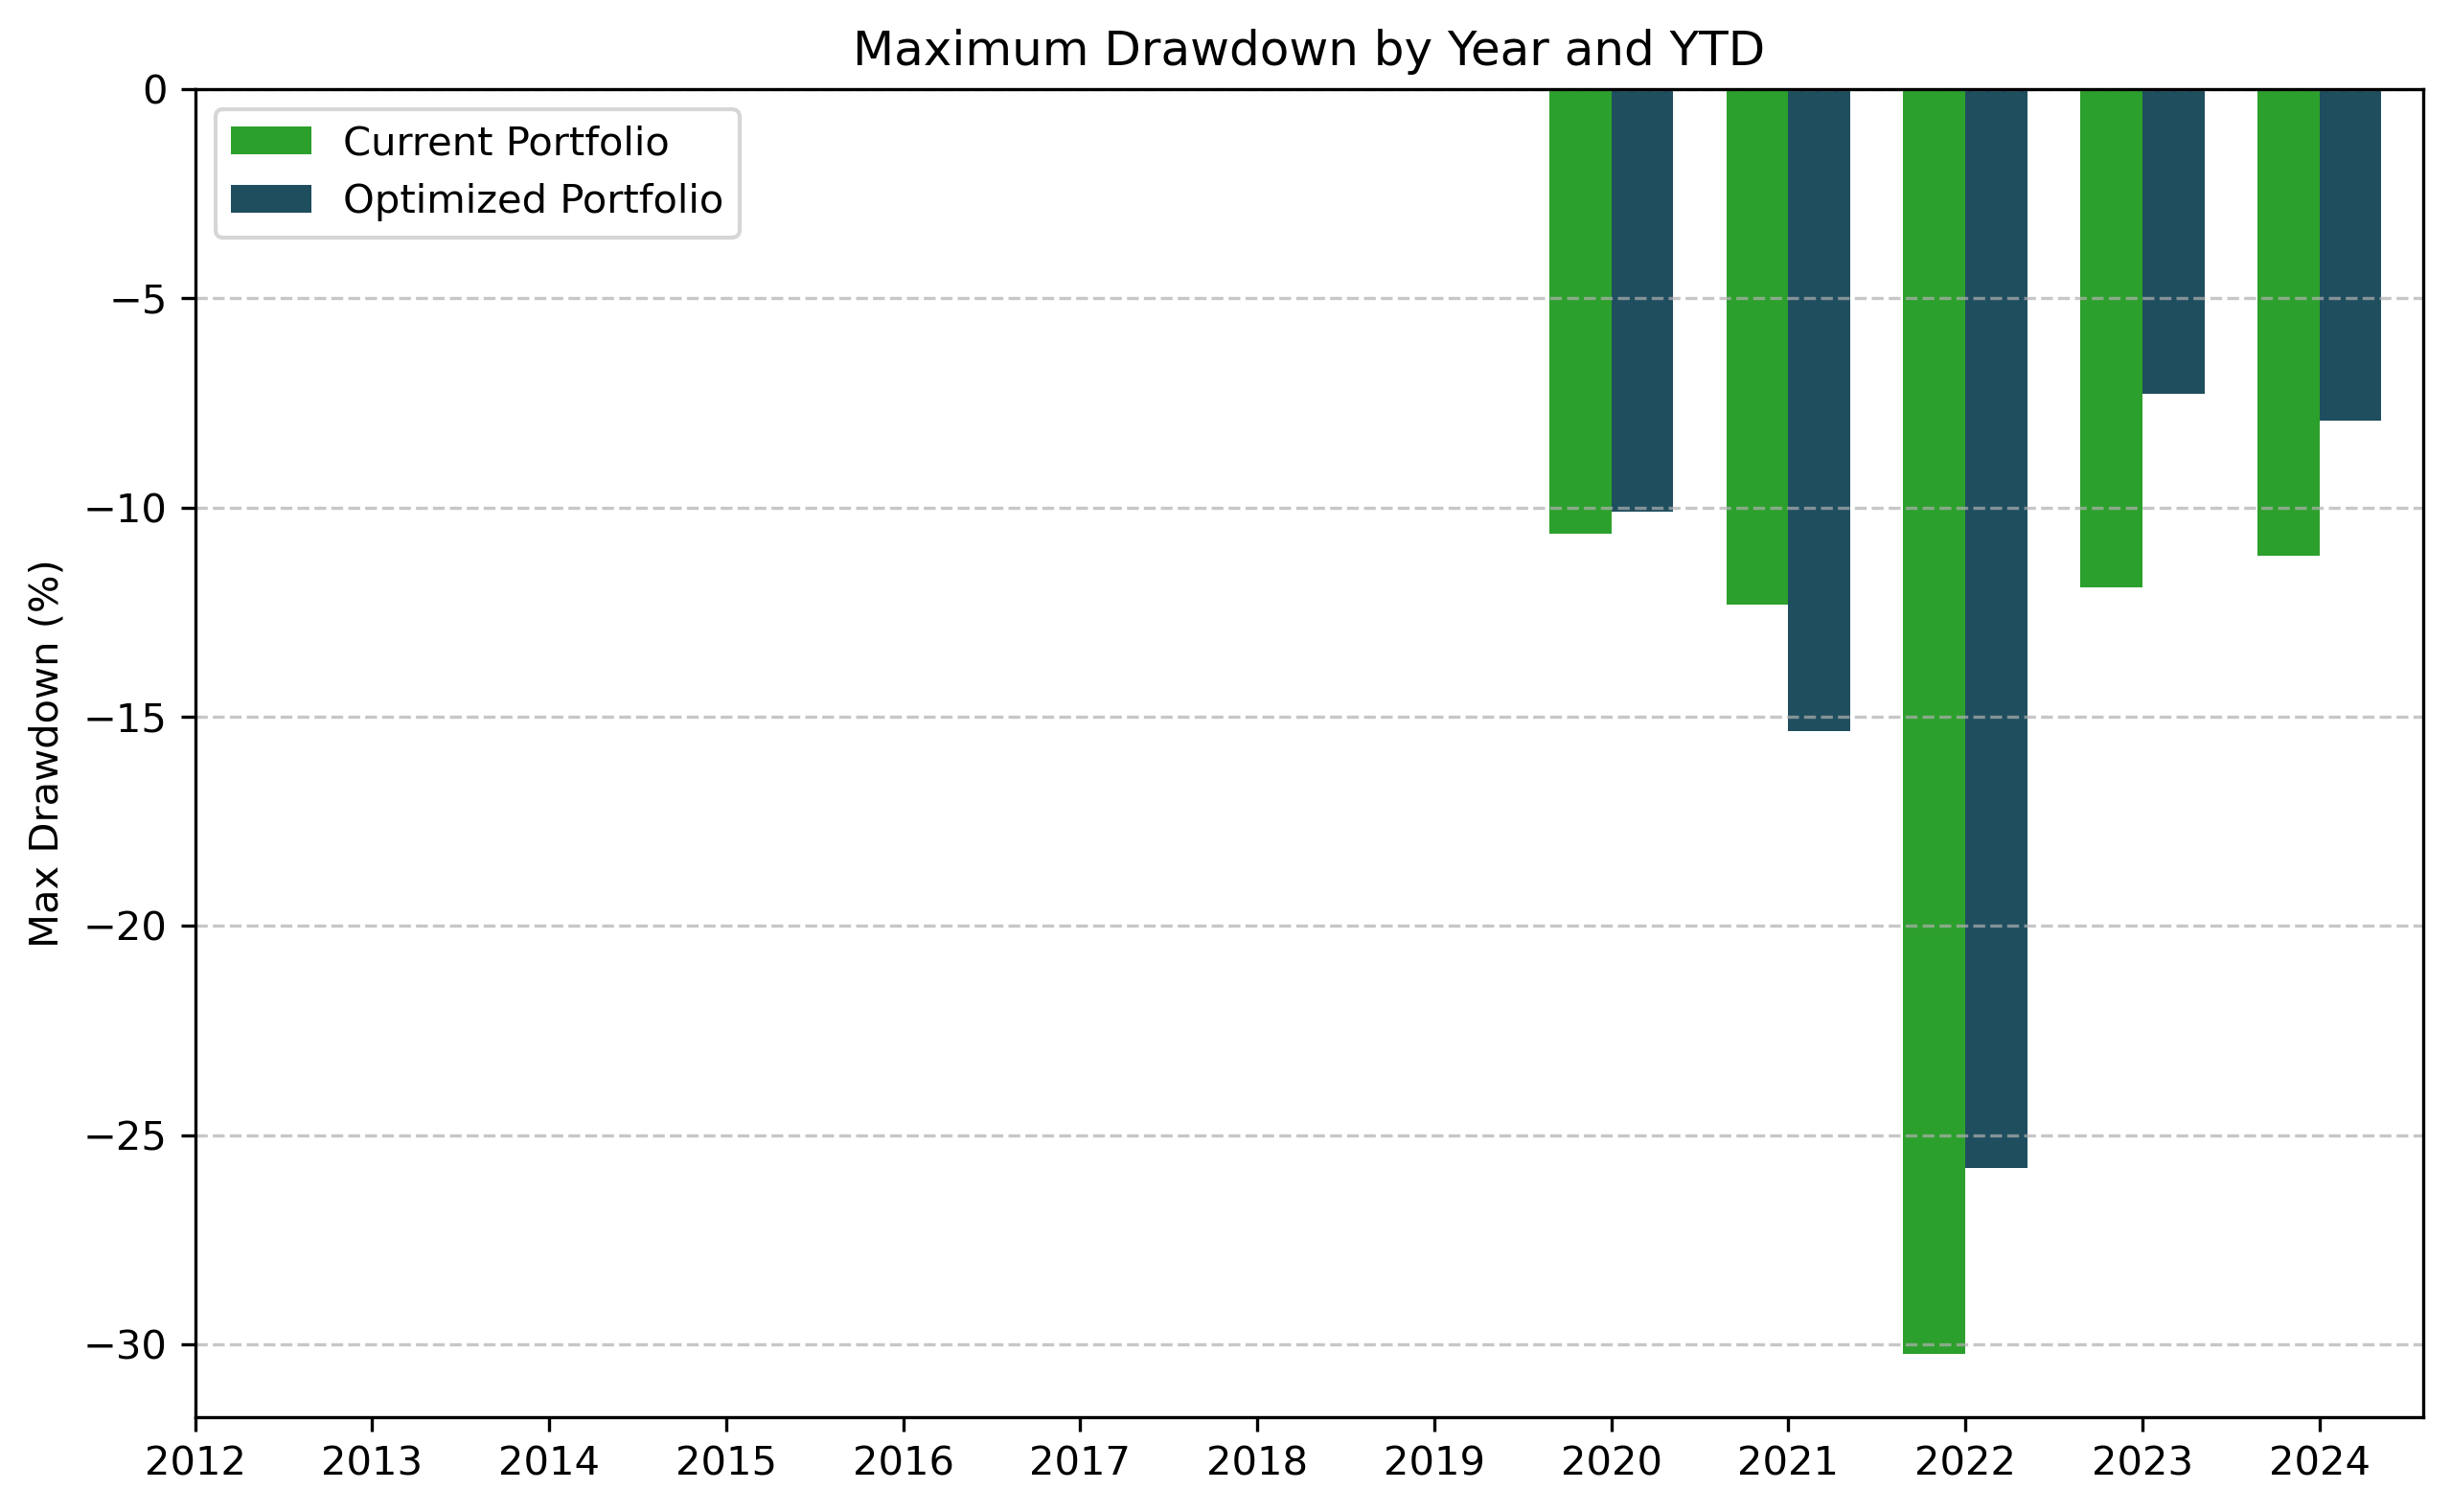 Maximum Drawdown by Year and YTD
Current Portfolio
Optimized Portfolio
Max Drawdown (%)
0
−5
−10
−15
−20
−25
−30
2012 2013 2014 2015 2016 2017 2018 2019 2020 2021 2022 2023 2024